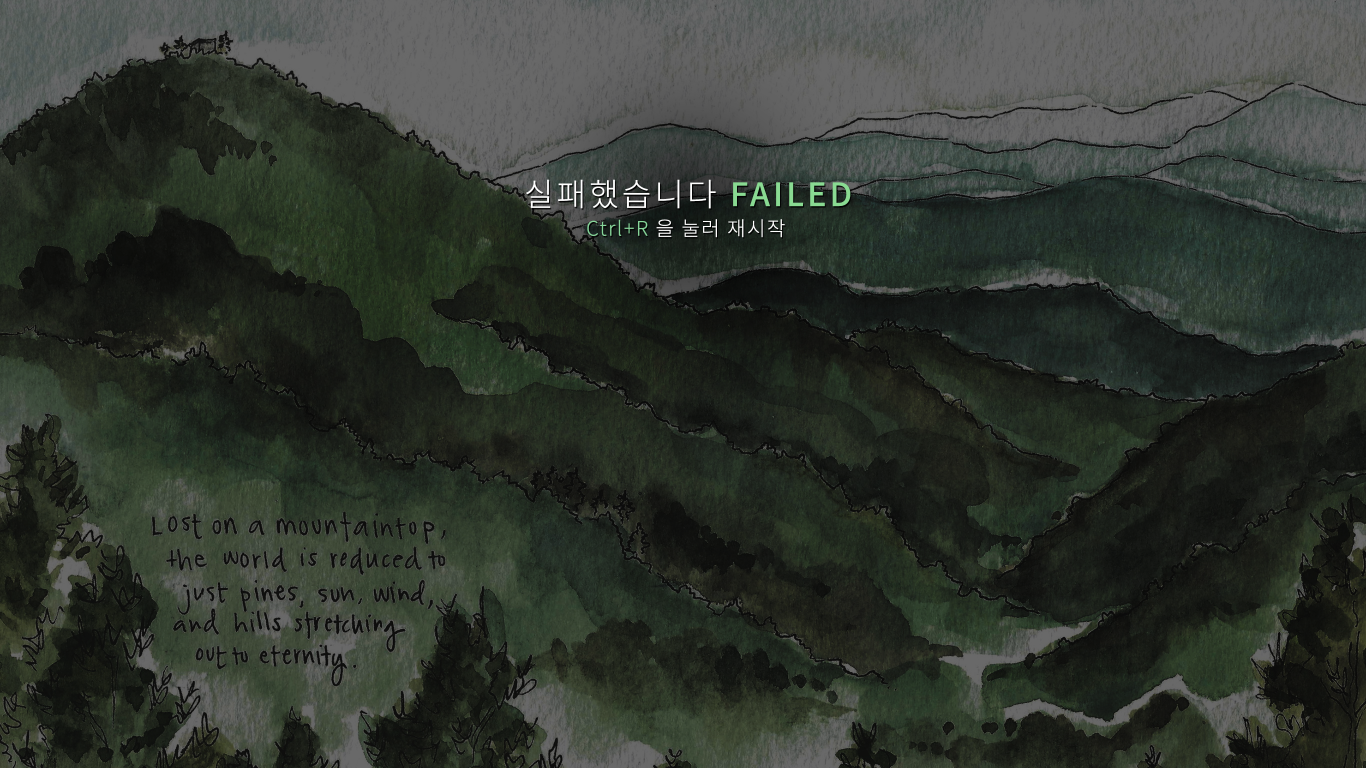 실패했습니다 FAILED
Ctrl+R 을 눌러 재시작
Lost on a mountaintop,
the world is reduced to
just pines, sun, wind,
and hills stretching
out to eternity.